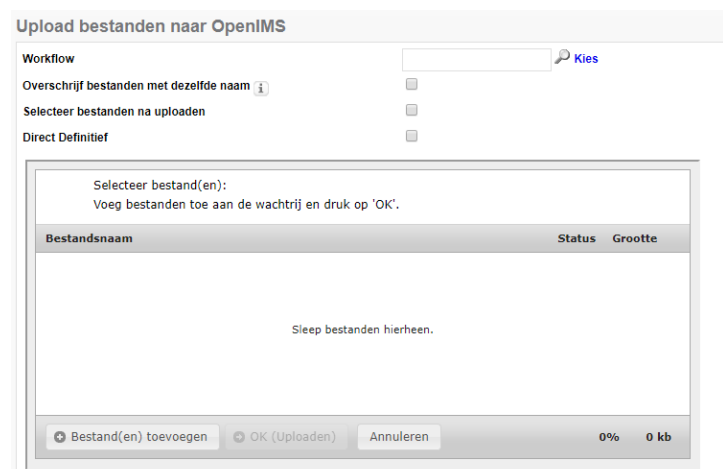 Upload bestanden naar OpenIMS
Workflow Kies
Overschrijf bestanden met dezelfde naam i
Selecteer bestanden na uploaden
Direct Definitief
Selecteer bestand(en):
Voeg bestanden toe aan de wachtrij en druk op 'OK'.
Bestandsnaam Status Grootte
Sleep bestanden hierheen.
Bestand(en) toevoegen OK (Uploaden) Annuleren 0% 0 kb